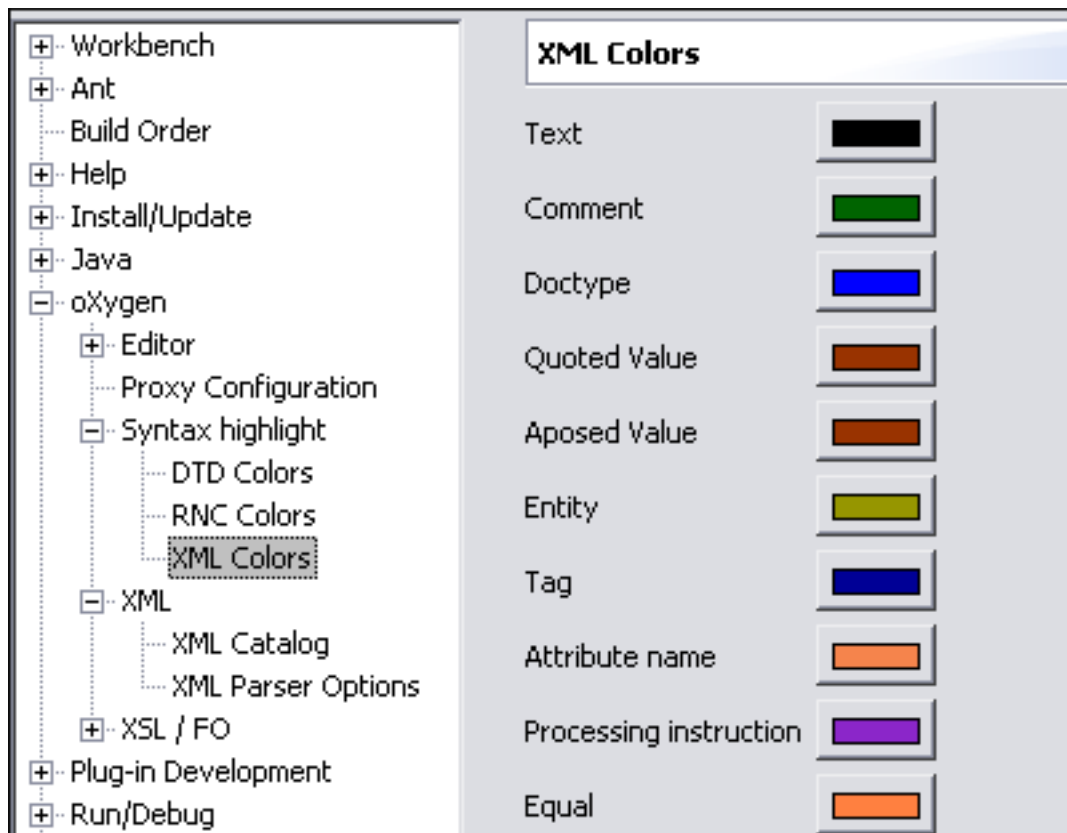 Workbench
Ant
Build Order
Help
Install/Update
Java
oXygen
Editor
Proxy Configuration
Syntax highlight
DTD Colors
RNC Colors
XML Colors
XML
XML Catalog
XML Parser Options
XSL / FO
Plug-in Development
Run/Debug
XML Colors
Text
Comment
Doctype
Quoted Value
Aposed Value
Entity
Tag
Attribute name
Processing instruction
Equal